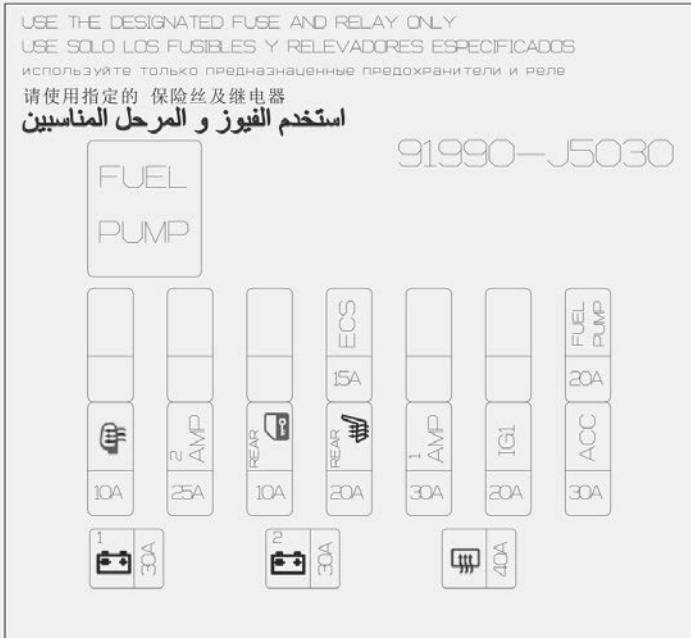 USE THE DESIGNATED FUSE AND RELAY ONLY
USE SOLO LOS FUSIBLES Y RELEVADORES ESPECIFICADOS
используйте только предназнаценные предохранители и реле
请使用指定的 保险丝及继电器
استخدم الفيوز و المرحل المناسبين
91990-J5030
FUEL
PUMP
ECS
FUEL
PUMP
15A
20A
2
AMP
REAR
REAR
1
AMP
IG1
ACC
10A
25A
10A
20A
30A
20A
30A
1
30A
2
30A
40A